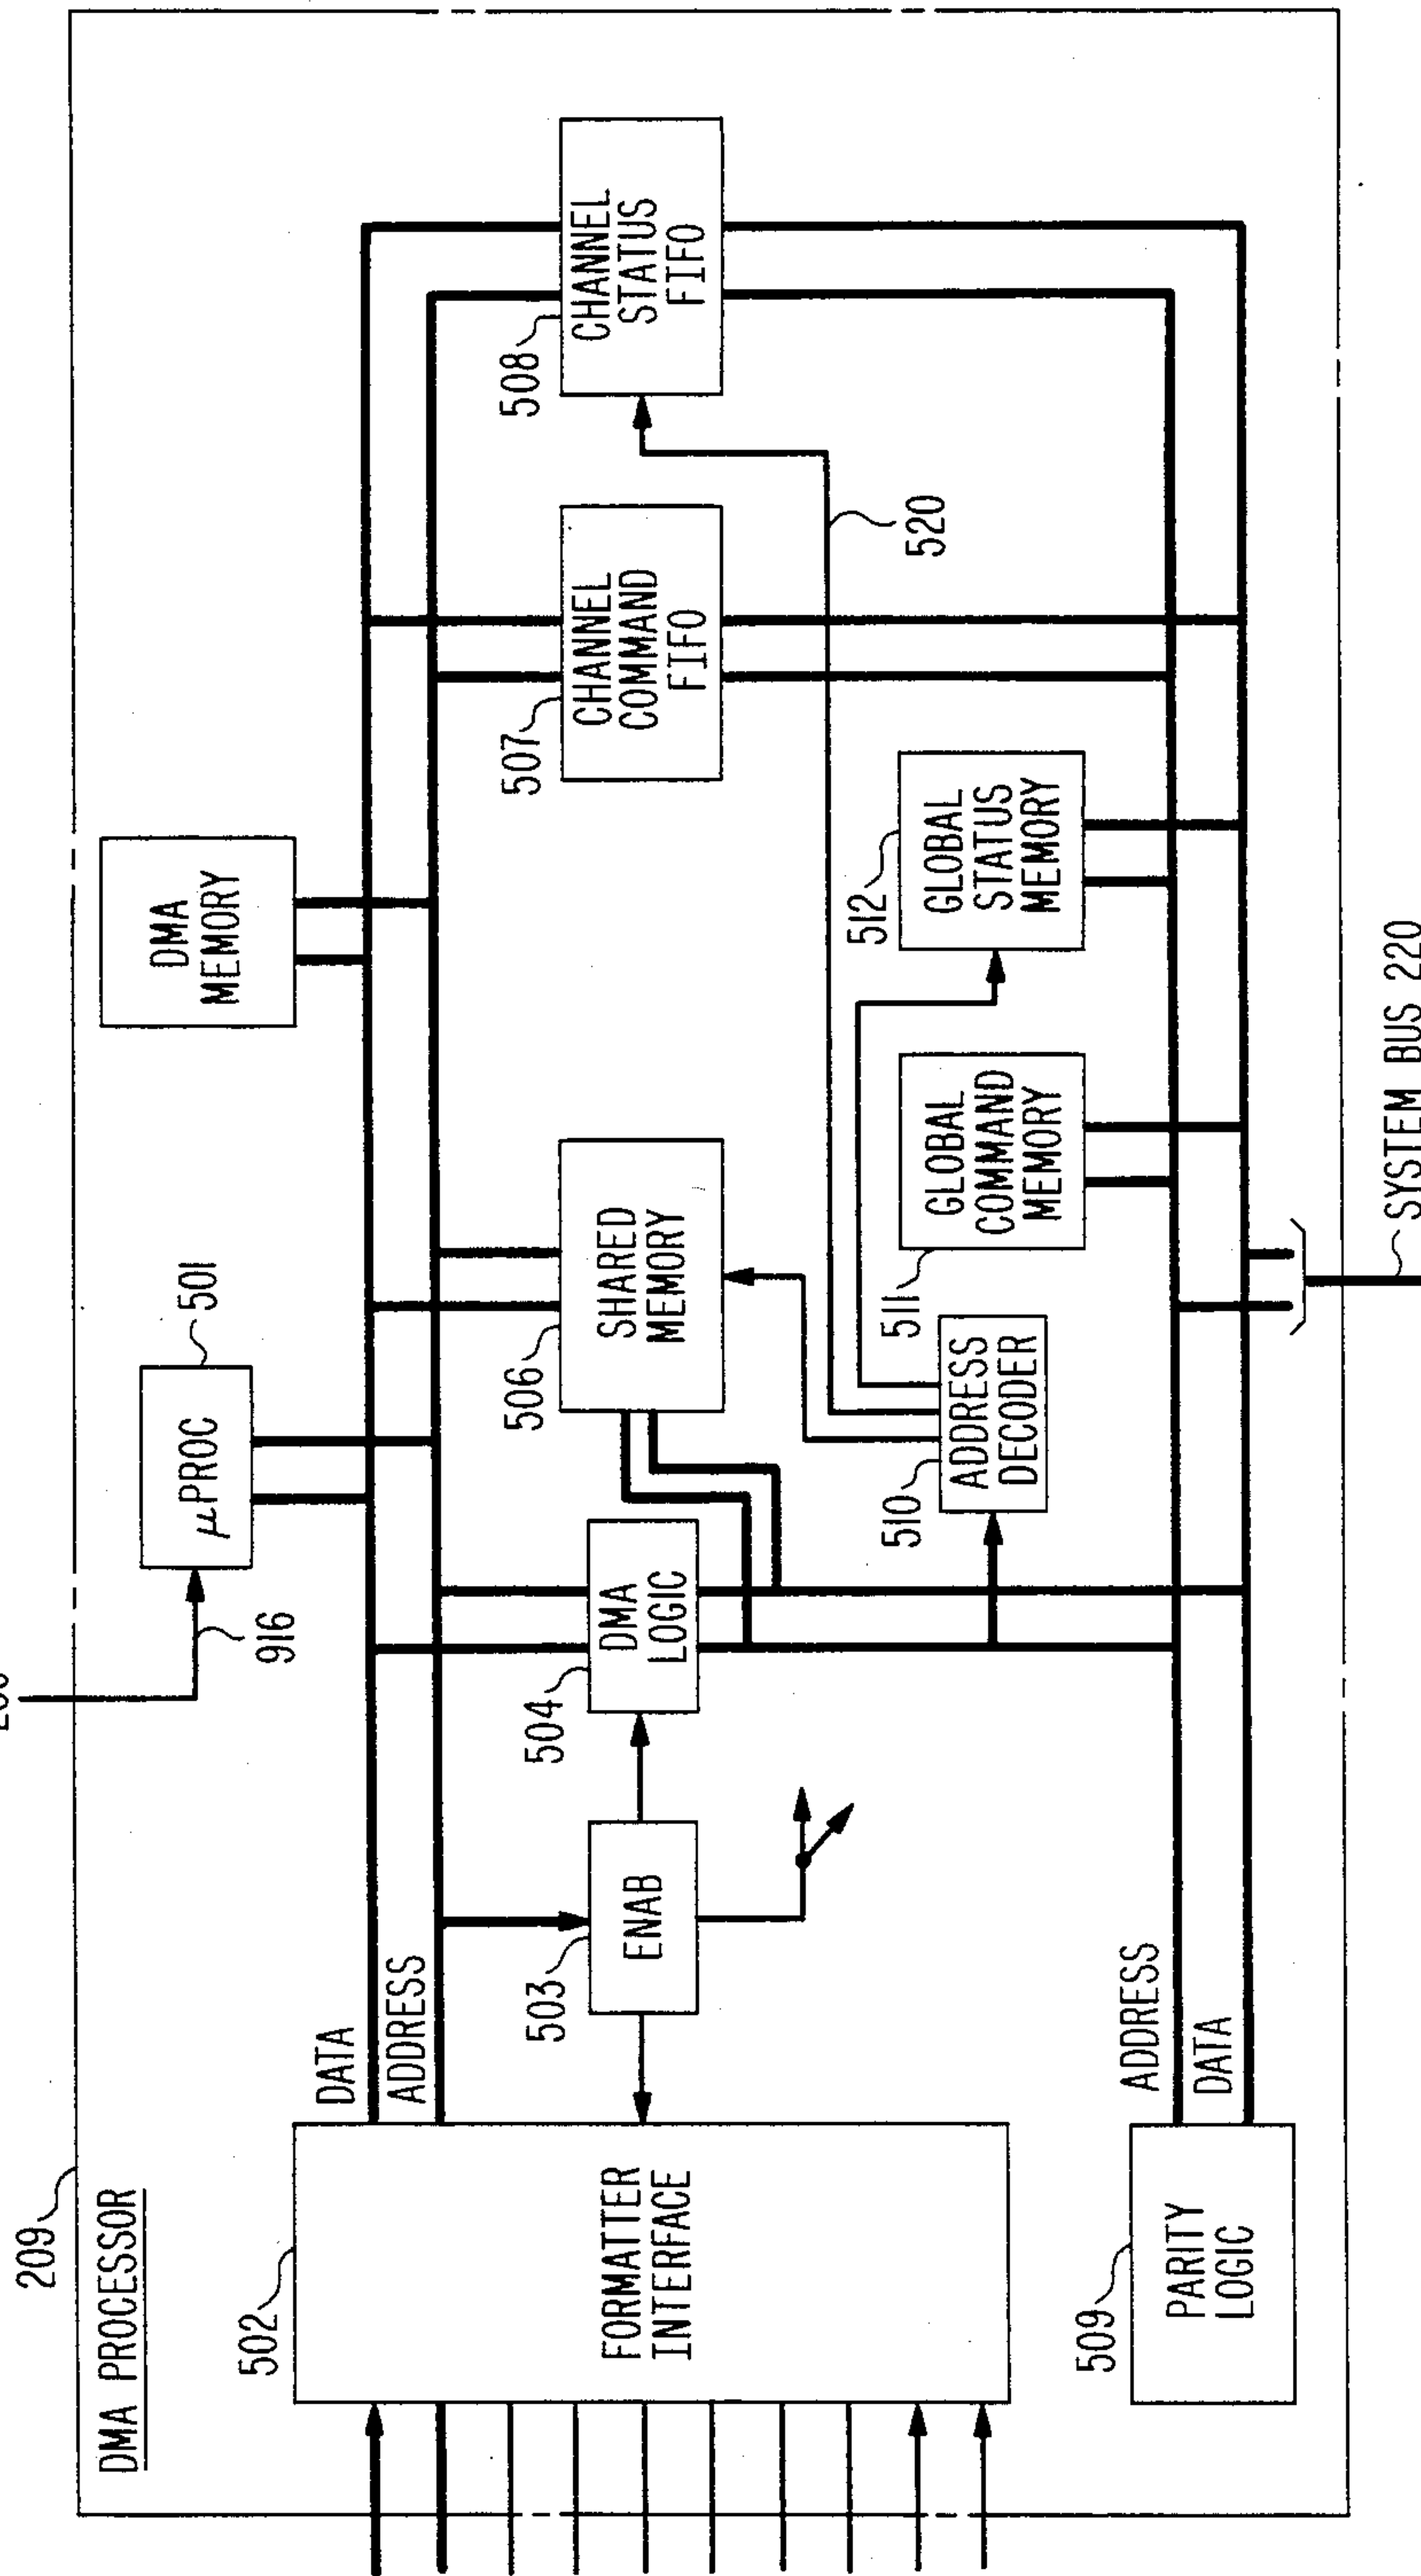 209
DMA PROCESSOR
502
FORMATTER
INTERFACE
509
PARITY
LOGIC
DATA
ADDRESS
ADDRESS
DATA
503
ENAB
504
DMA
LOGIC
916
μPROC
501
506
SHARED
MEMORY
510
ADDRESS
DECODER
511
GLOBAL
COMMAND
MEMORY
512
GLOBAL
STATUS
MEMORY
DMA
MEMORY
507
CHANNEL
COMMAND
FIFO
508
CHANNEL
STATUS
FIFO
520
SYSTEM BUS 220